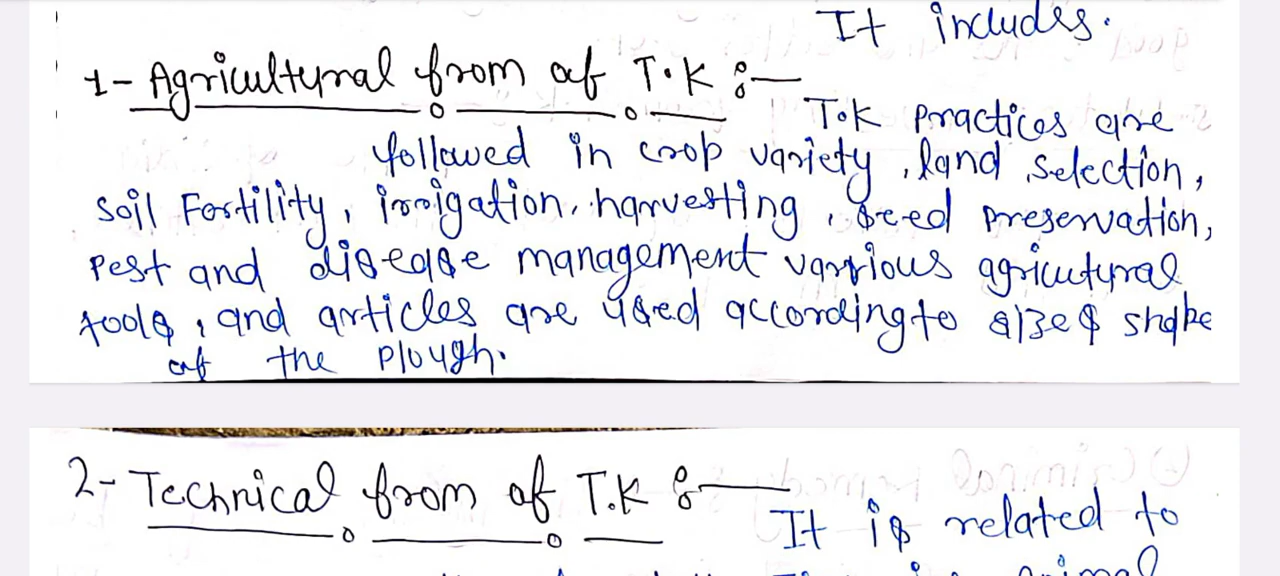 It includes.
1- Agricultural from of T.K :—
T.K practices are
followed in crop variety, land selection,
soil Fertility, irrigation, harvesting, seed preservation,
Pest and disease management various agricutural
tools, and articles are used according to size & shape
of the Plough.
2- Technical from of T.K :—
It is related to
animal